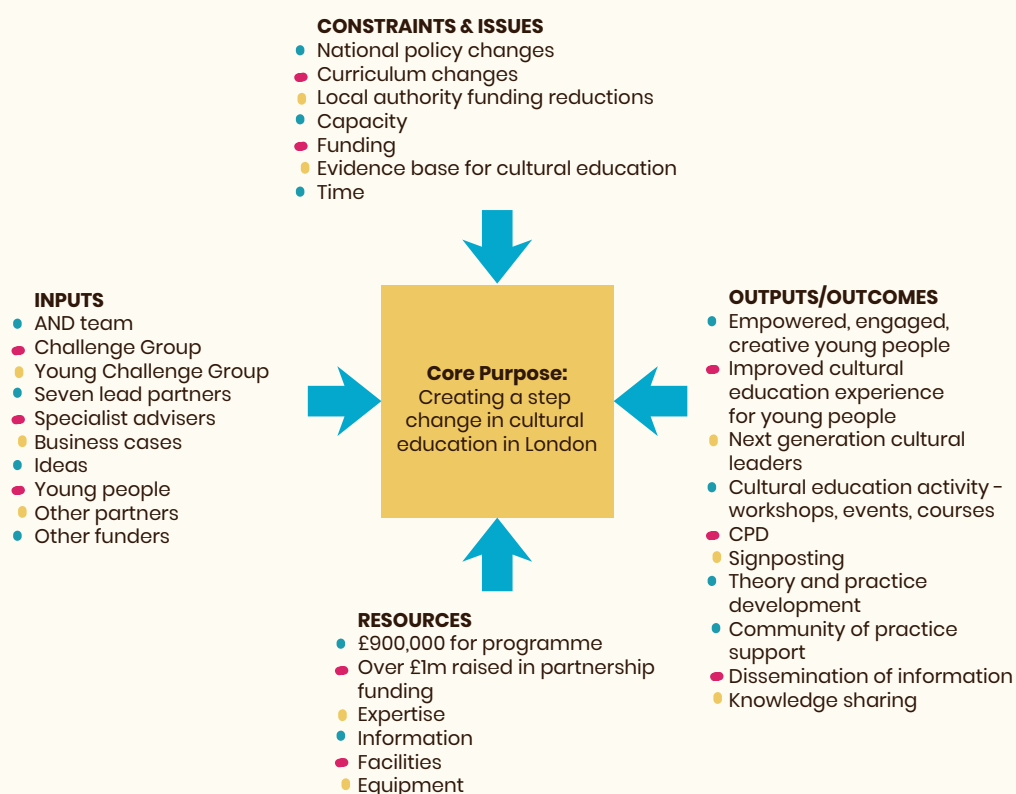 CONSTRAINTS & ISSUES
National policy changes
Curriculum changes
Local authority funding reductions
Capacity
Funding
Evidence base for cultural education
Time
INPUTS
AND team
Challenge Group
Young Challenge Group
Seven lead partners
Specialist advisers
Business cases
Ideas
Young people
Other partners
Other funders
Core Purpose:
Creating a step
change in cultural
education in London
OUTPUTS/OUTCOMES
Empowered, engaged,
creative young people
Improved cultural
education experience
for young people
Next generation cultural
leaders
Cultural education activity -
workshops, events, courses
CPD
Signposting
Theory and practice
development
Community of practice
support
Dissemination of information
Knowledge sharing
RESOURCES
£900,000 for programme
Over £1m raised in partnership
funding
Expertise
Information
Facilities
Equipment